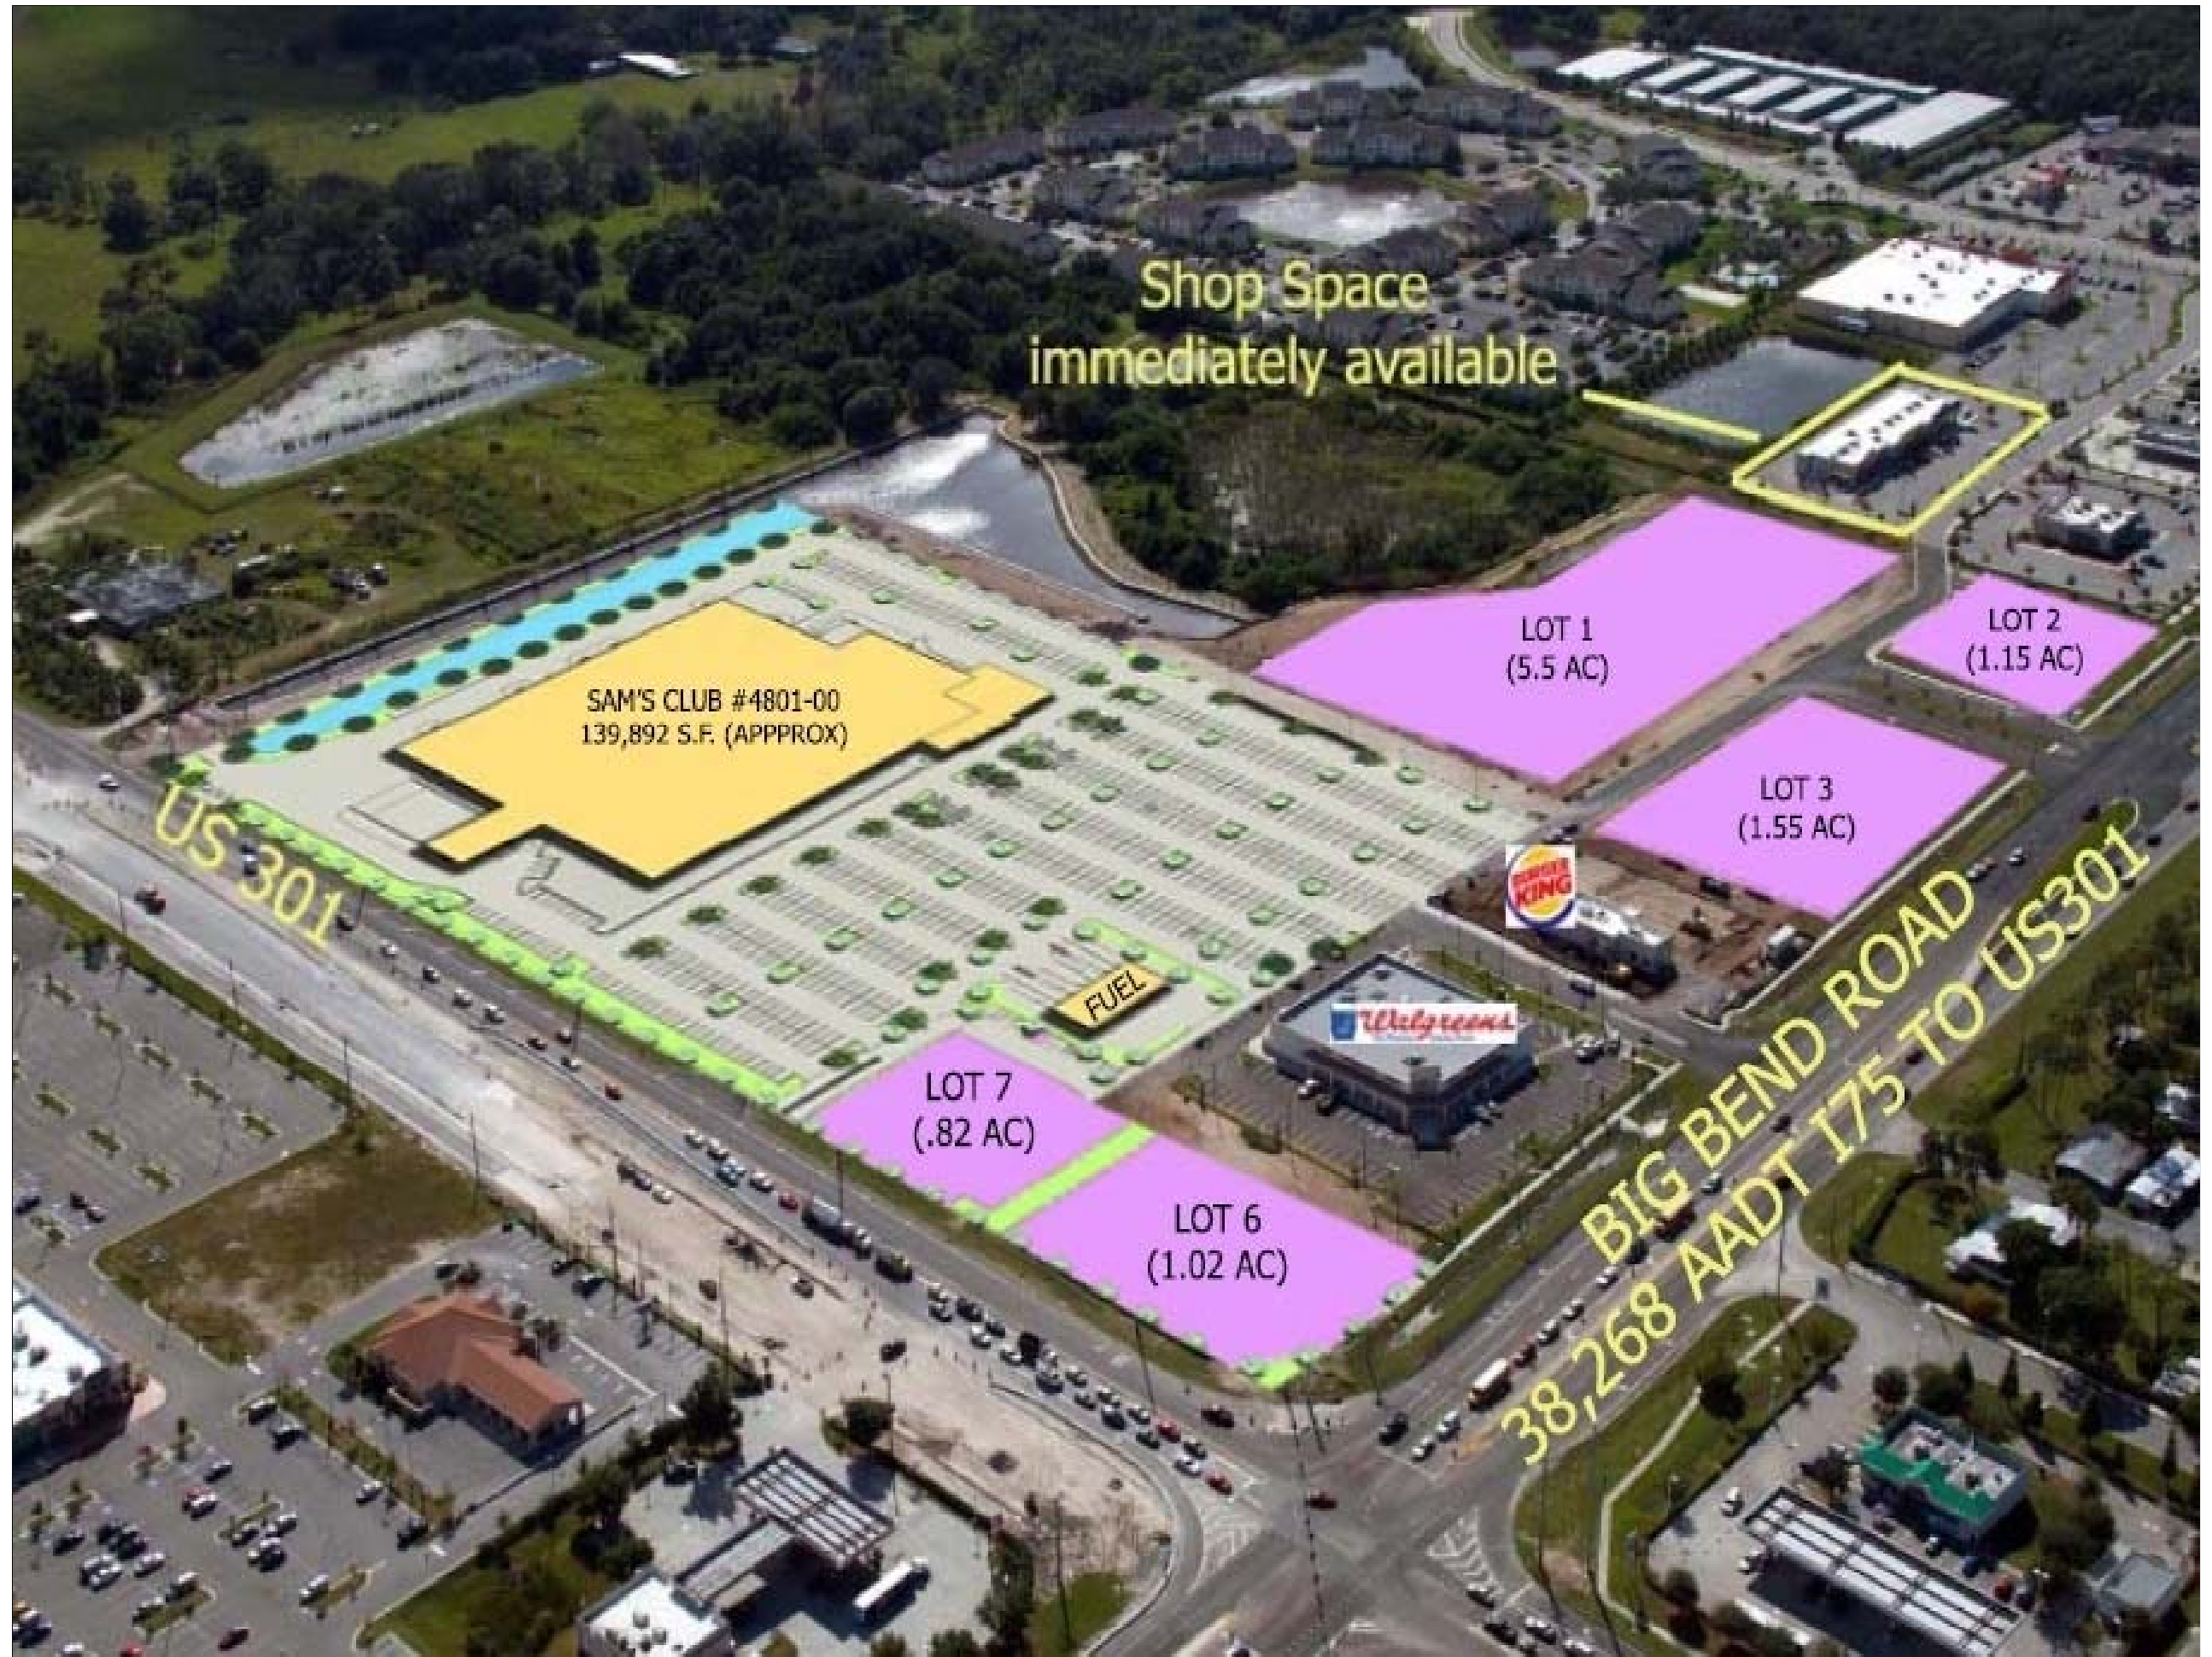 Shop Space
immediately available
LOT 1
(5.5 AC)
LOT 2
(1.15 AC)
SAM'S CLUB #4801-00
139,892 S.F. (APPPROX)
LOT 3
(1.55 AC)
US 301
BURGER
KING
FUEL
Walgreens
BIG BEND ROAD
38,268 AADT I75 TO US301
LOT 7
(.82 AC)
LOT 6
(1.02 AC)